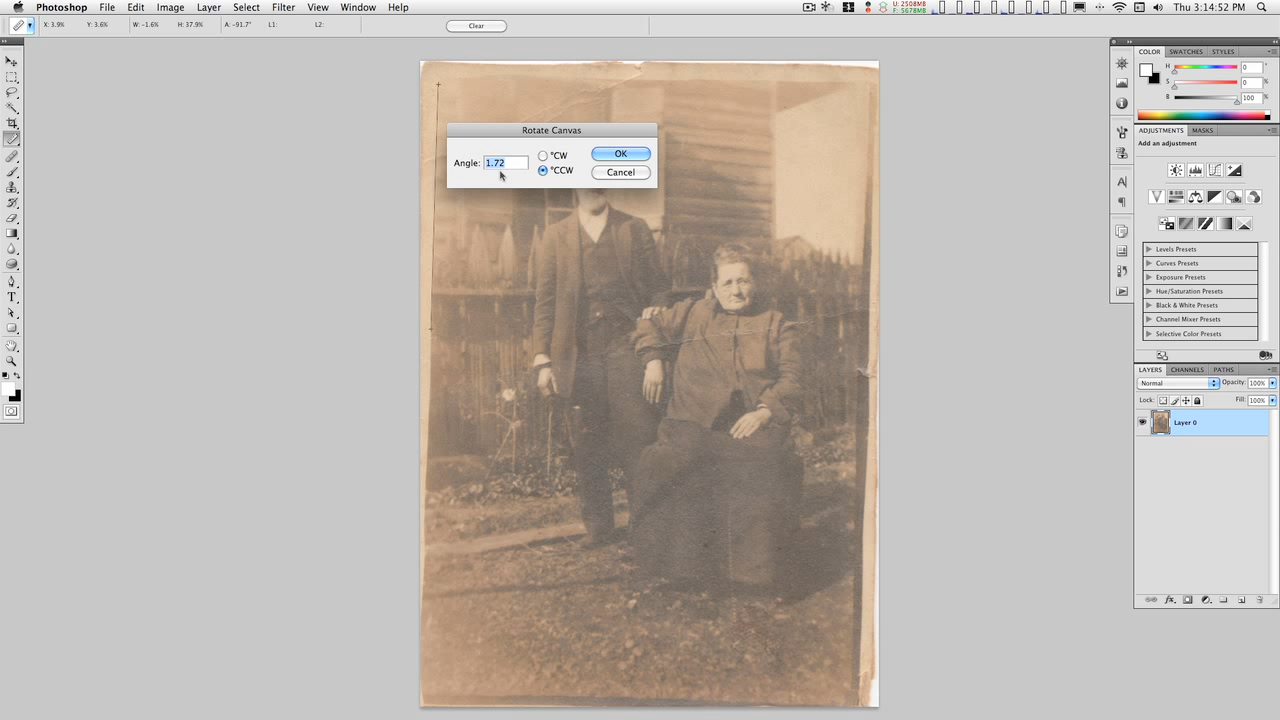 Photoshop File Edit Image Layer Select Filter View Window Help
U: 2508MB
F: 5678MB
Thu 3:14:52 PM
X: 3.9% Y: 3.6% W: -1.6% H: 37.9% A: -91.7° L1: L2: Clear
COLOR SWATCHES STYLES
H 0 °
S 0 %
B 100 %
Rotate Canvas
Angle: 1.72 °CW OK
°CCW Cancel
ADJUSTMENTS MASKS
Add an adjustment
Levels Presets
Curves Presets
Exposure Presets
Hue/Saturation Presets
Black & White Presets
Channel Mixer Presets
Selective Color Presets
LAYERS CHANNELS PATHS
Normal Opacity: 100%
Lock: Fill: 100%
Layer 0